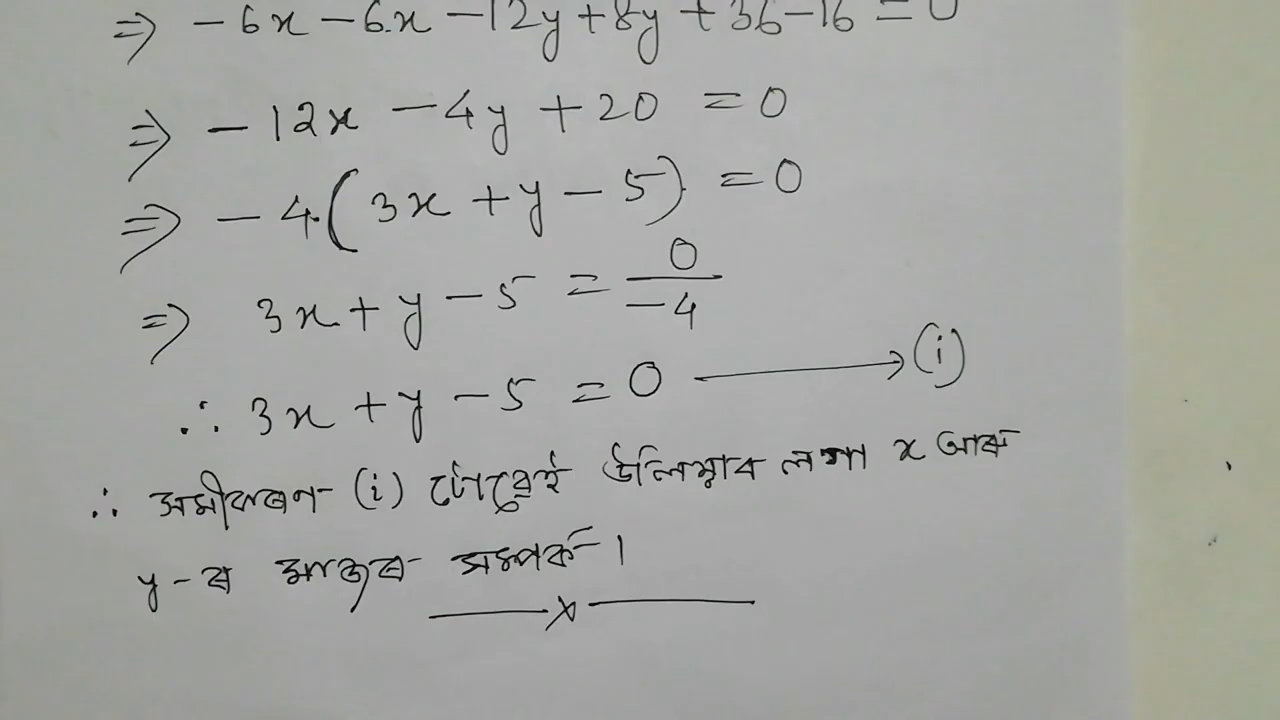 ⇒ -6x - 6x - 12y + 8y + 36 - 16 = 0
⇒ - 12x - 4y + 20 = 0
⇒ - 4(3x + y - 5) = 0
⇒ 3x + y - 5 = 0/-4
∴ 3x + y - 5 = 0 ⟶ (i)
∴ সমীকৰণ (i) টোৱেই উলিয়াব লগা x আৰু
y-ৰ মাজৰ সম্পৰ্ক।
x